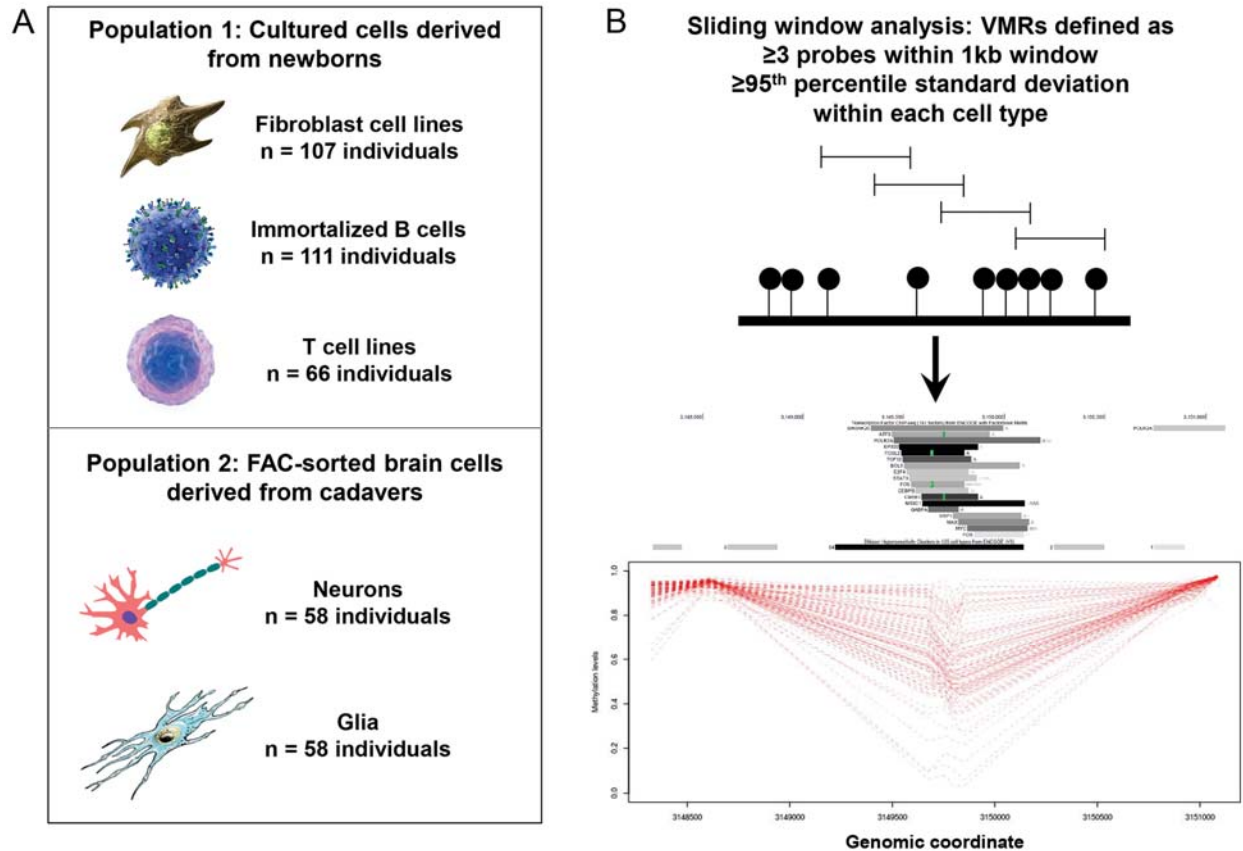 A
Population 1: Cultured cells derived
from newborns
Fibroblast cell lines
n = 107 individuals
Immortalized B cells
n = 111 individuals
T cell lines
n = 66 individuals
Population 2: FAC-sorted brain cells
derived from cadavers
Neurons
n = 58 individuals
Glia
n = 58 individuals
B
Sliding window analysis: VMRs defined as
≥3 probes within 1kb window
≥95th percentile standard deviation
within each cell type
POLR2A
Methylation levels
1.0
0.8
0.6
0.4
0.2
0.0
3148500
3149000
3149500
3150000
3150500
3151000
Genomic coordinate